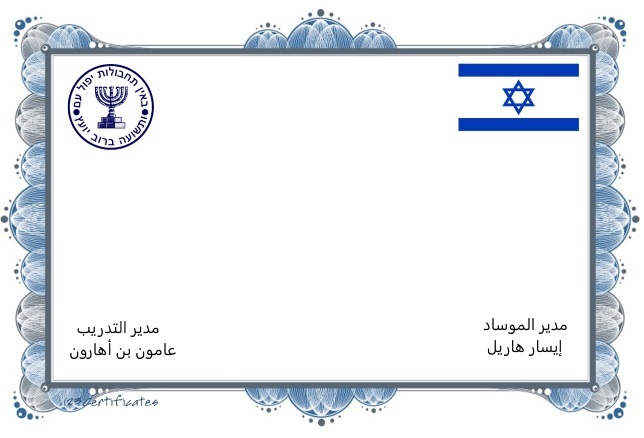 באין תחבולות יפול עם
ותשועה ברוב יועץ
مدير الموساد
إيسار هاريل
مدير التدريب
عامون بن أهارون
123Certificates